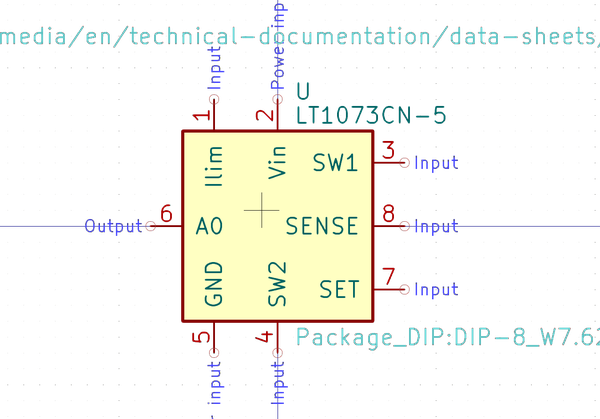 media/en/technical-documentation/data-sheets/
Input
Power inp
1
2
U
LT1073CN-5
Ilim
Vin
SW1
3
Input
Output
6
A0
SENSE
8
Input
GND
SW2
SET
7
Input
5
4
Package_DIP:DIP-8_W7.62
input
Input